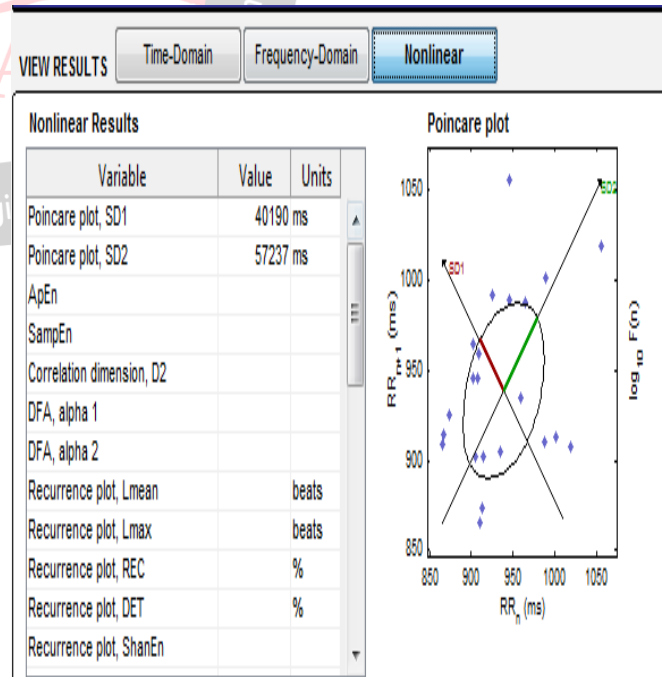 VIEW RESULTS Time-Domain Frequency-Domain Nonlinear
Nonlinear Results
Variable Value Units
Poincare plot, SD1 40190 ms
Poincare plot, SD2 57237 ms
ApEn
SampEn
Correlation dimension, D2
DFA, alpha 1
DFA, alpha 2
Recurrence plot, Lmean beats
Recurrence plot, Lmax beats
Recurrence plot, REC %
Recurrence plot, DET %
Recurrence plot, ShanEn
Poincare plot
1050
1000
950
900
850
RRn+1 (ms)
SD1
SD2
850 900 950 1000 1050
RRn (ms)
log10 F(n)